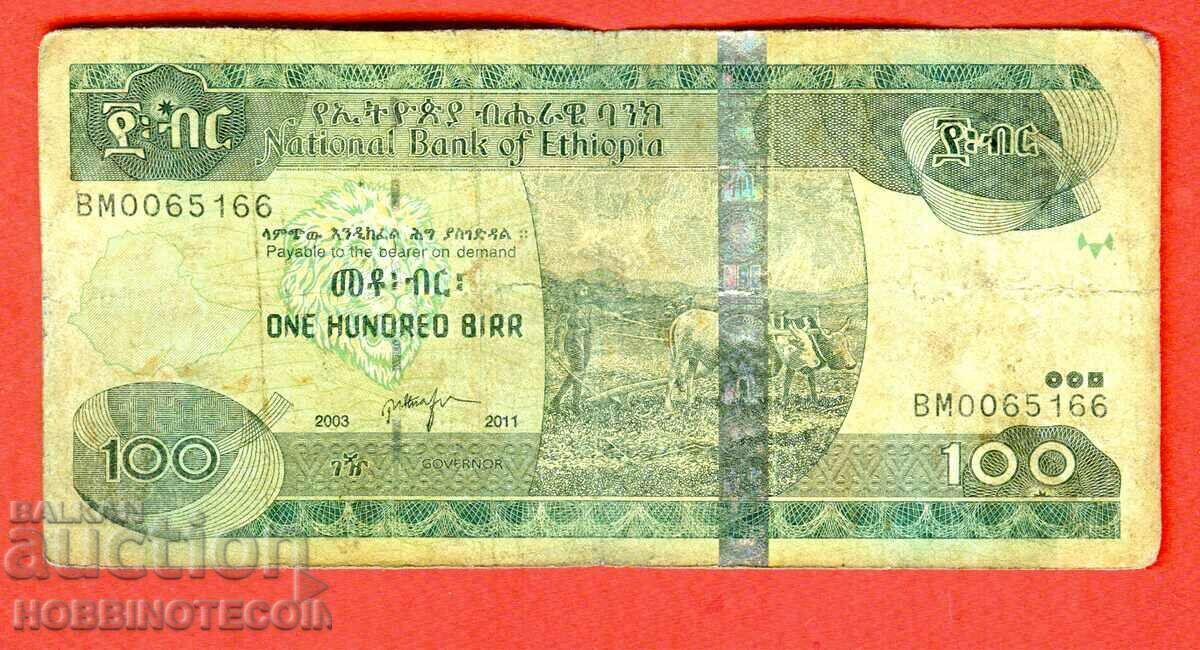 ፻፡ብር
የኢትዮጵያ ብሔራዊ ባንክ
National Bank of Ethiopia
፻፡ብር
BM0065166
ላምጭው እንዲከፈል ሕግ ያስገድዳል ፡፡
Payable to the bearer on demand
መቶ፡ብር፡
ONE HUNDRED BIRR
BM0065166
2003
2011
100
ገዥ
GOVERNOR
100
BALKAN
auction
HOBBINOTECOIN